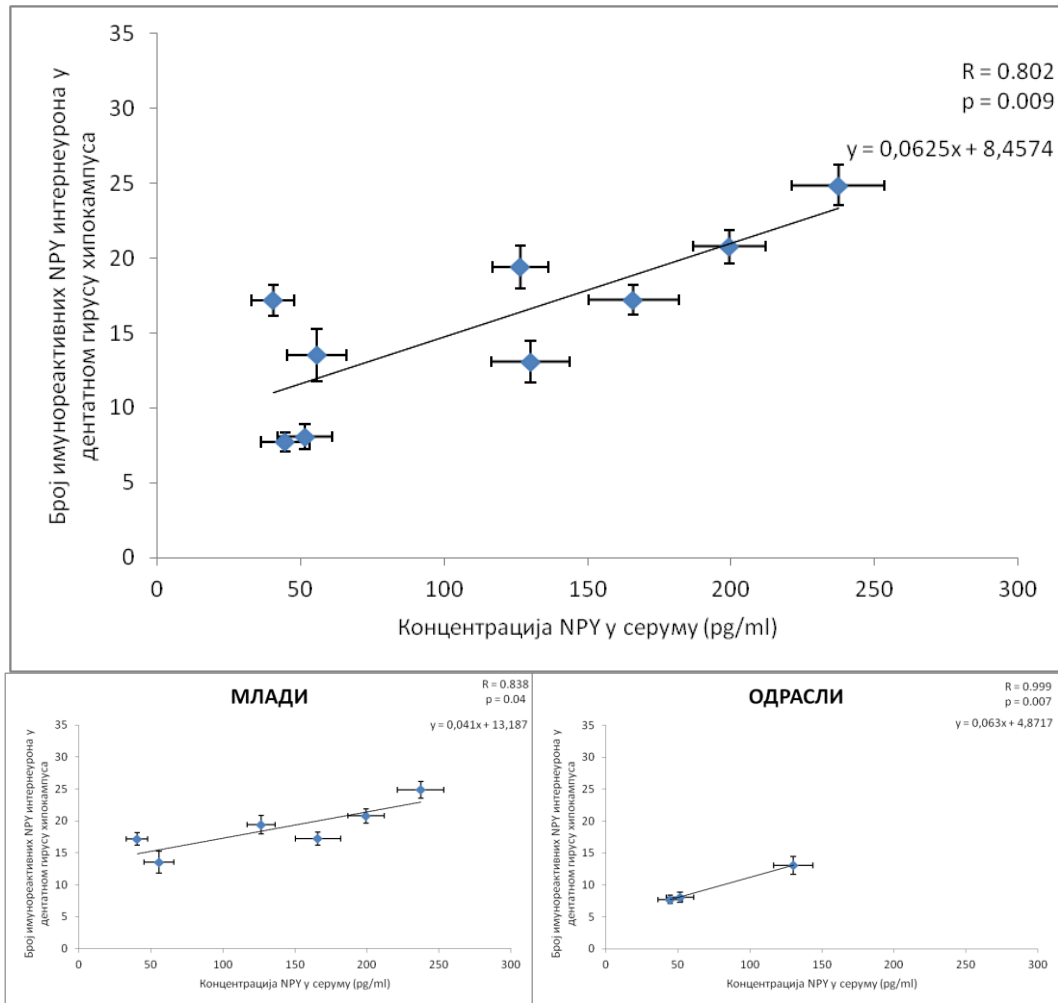 Број имунореактивних NPY интернеурона у
дентатном гирусу хипокампуса
35
30
25
20
15
10
5
0
R = 0.802
p = 0.009
y = 0,0625x + 8,4574
0 50 100 150 200 250 300
Концентрација NPY у серуму (pg/ml)
МЛАДИ
R = 0.838
p = 0.04
y = 0,041x + 13,187
Број имунореактивних NPY интернеурона у
дентатном гирусу хипокампуса
35
30
25
20
15
10
5
0
0 50 100 150 200 250 300
Концентрација NPY у серуму (pg/ml)
ОДРАСЛИ
R = 0.999
p = 0.007
y = 0,063x + 4,8717
Број имунореактивних NPY интернеурона у
дентатном гирусу хипокампуса
35
30
25
20
15
10
5
0
0 50 100 150 200 250 300
Концентрација NPY у серуму (pg/ml)